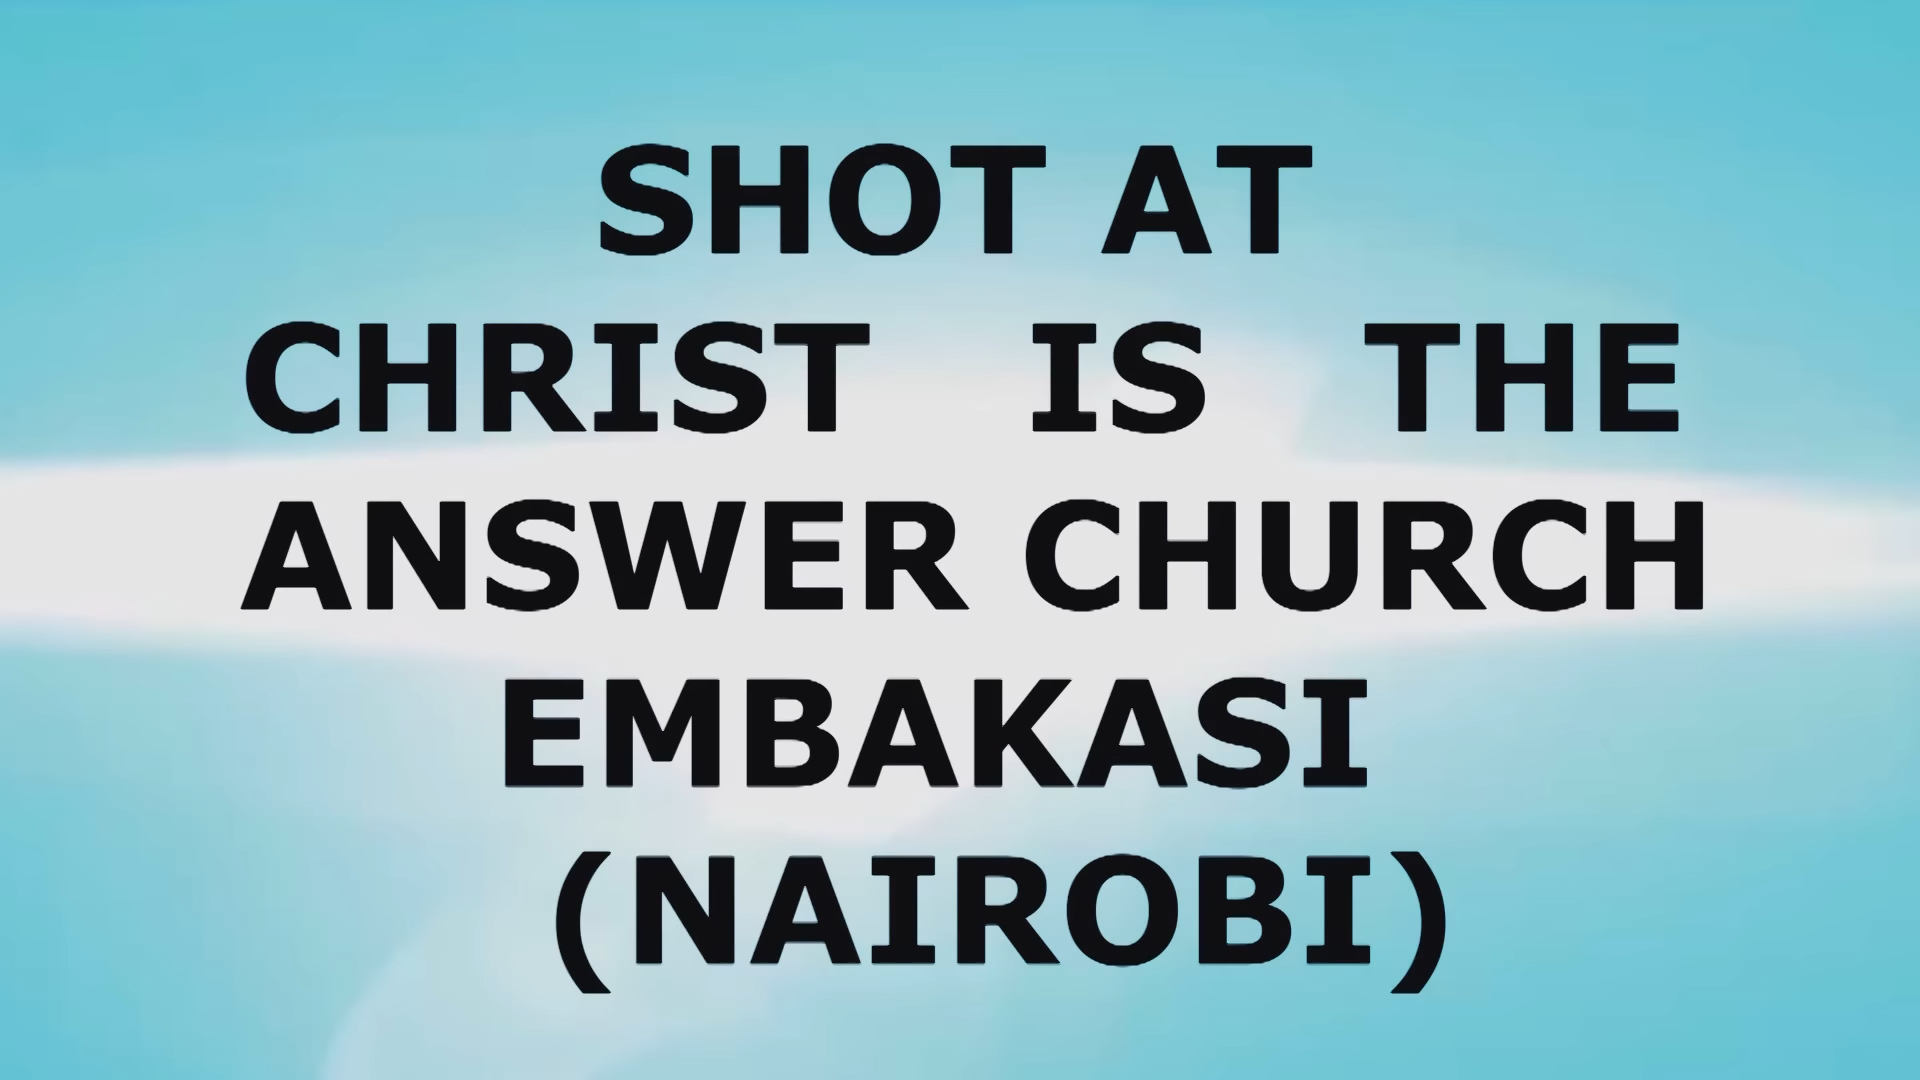 SHOT AT
CHRIST IS THE
ANSWER CHURCH
EMBAKASI
(NAIROBI)